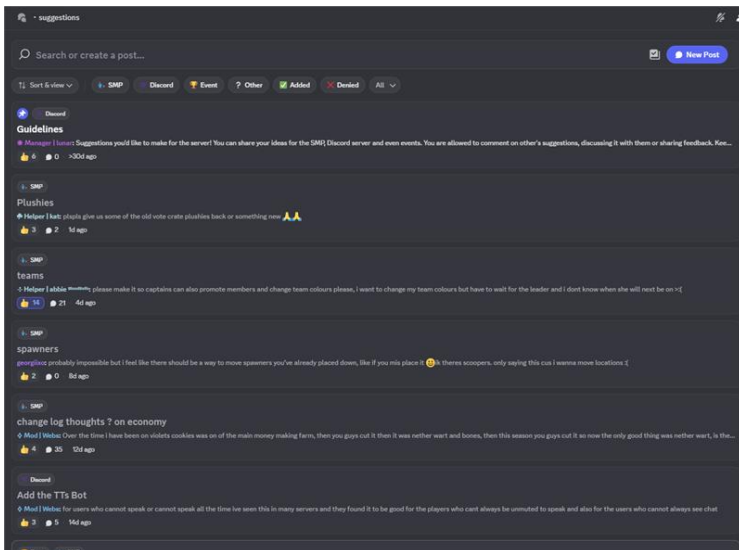 • suggestions
Search or create a post...
New Post
Sort & view
SMP Discord Event ? Other Added Denied All
Discord
Guidelines
Manager | lunar: Suggestions you'd like to make for the server! You can share your ideas for the SMP, Discord server and even events. You are allowed to comment on other's suggestions, discussing it with them or sharing feedback. Kee...
6 0 >30d ago
SMP
Plushies
Helper | kat: plapls give us some of the old vote crate plushies back or something new
3 2 1d ago
SMP
teams
Helper | abbie: please make it so captains can also promote members and change team colours please, i want to change my team colours but have to wait for the leader and i dont know when she will next be on >:(
14 21 4d ago
SMP
spawners
georgiaxo: probably impossible but i feel like there should be a way to move spawners you've already placed down, like if you mis place it ik theres scoopers. only saying this cus i wanna move locations :(
2 0 8d ago
SMP
change log thoughts ? on economy
Mod | Webs: Over the time i have been on violets cookies was on of the main money making farm, then you guys cut it then it was nether wart and bones, then this season you guys cut it so now the only good thing was nether wart, is the...
4 35 12d ago
Discord
Add the TTs Bot
Mod | Webs: for users who cannot speak or cannot speak all the time ive seen this in many servers and they found it to be good for the players who cant always be unmuted to speak and also for the users who cannot always see chat
3 5 14d ago